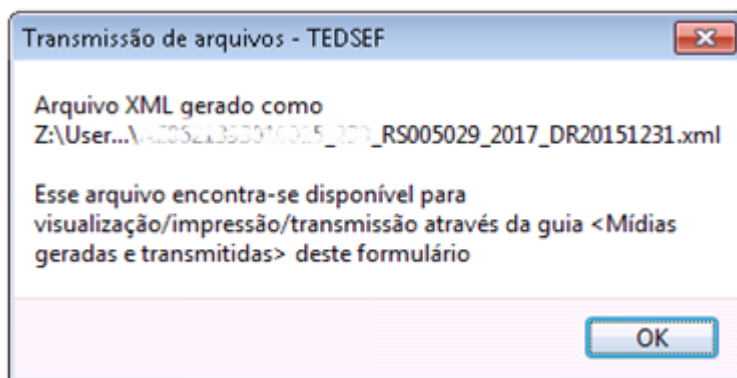 Transmissão de arquivos - TEDSEF
Arquivo XML gerado como
Z:\User...\ _RS005029_2017_DR20151231.xml
Esse arquivo encontra-se disponível para
visualização/impressão/transmissão através da guia <Mídias
geradas e transmitidas> deste formulário
OK